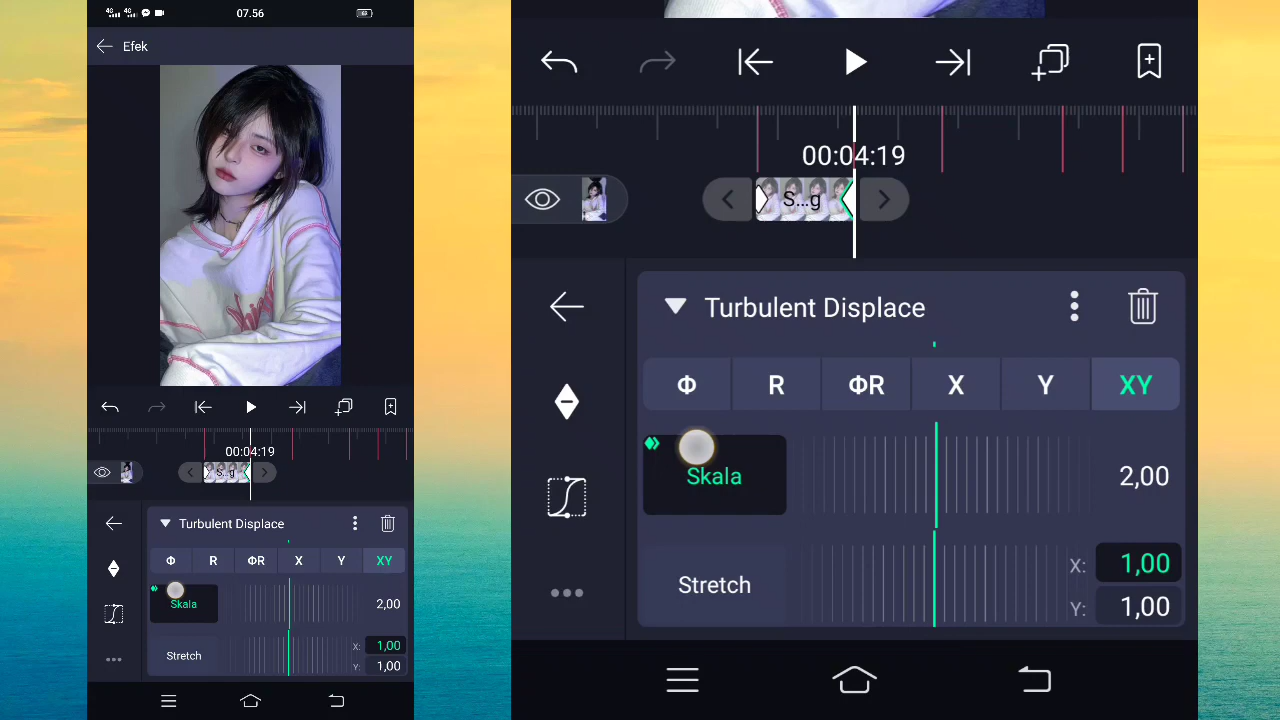 07.56
Efek
00:04:19
S...g
Turbulent Displace
Φ R ΦR X Y XY
Skala 2,00
Stretch X: 1,00
Y: 1,00
00:04:19
S...g
Turbulent Displace
Φ R ΦR X Y XY
Skala 2,00
Stretch X: 1,00
Y: 1,00